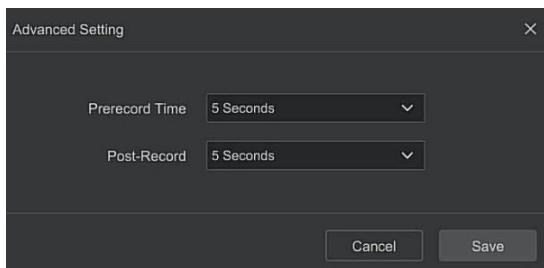 Advanced Setting
Prerecord Time 5 Seconds
Post-Record 5 Seconds
Cancel Save